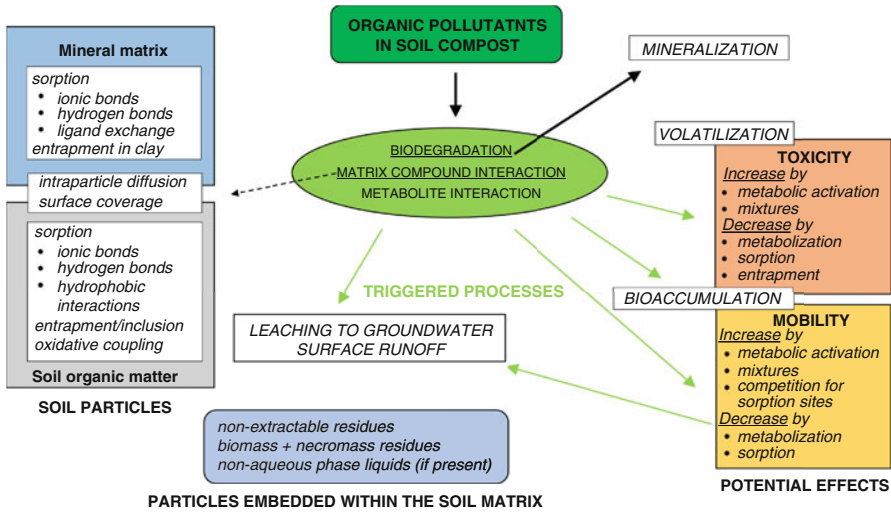 ORGANIC POLLUTATNTS
IN SOIL COMPOST
MINERALIZATION
Mineral matrix
sorption
• ionic bonds
• hydrogen bonds
• ligand exchange
entrapment in clay
intraparticle diffusion
surface coverage
sorption
• ionic bonds
• hydrogen bonds
• hydrophobic
interactions
entrapment/inclusion
oxidative coupling
Soil organic matter
SOIL PARTICLES
BIODEGRADATION
MATRIX COMPOUND INTERACTION
METABOLITE INTERACTION
TRIGGERED PROCESSES
LEACHING TO GROUNDWATER
SURFACE RUNOFF
non-extractable residues
biomass + necromass residues
non-aqueous phase liquids (if present)
PARTICLES EMBEDDED WITHIN THE SOIL MATRIX
VOLATILIZATION
TOXICITY
Increase by
• metabolic activation
• mixtures
Decrease by
• metabolization
• sorption
• entrapment
BIOACCUMULATION
MOBILITY
Increase by
• metabolic activation
• mixtures
• competition for
sorption sites
Decrease by
• metabolization
• sorption
POTENTIAL EFFECTS